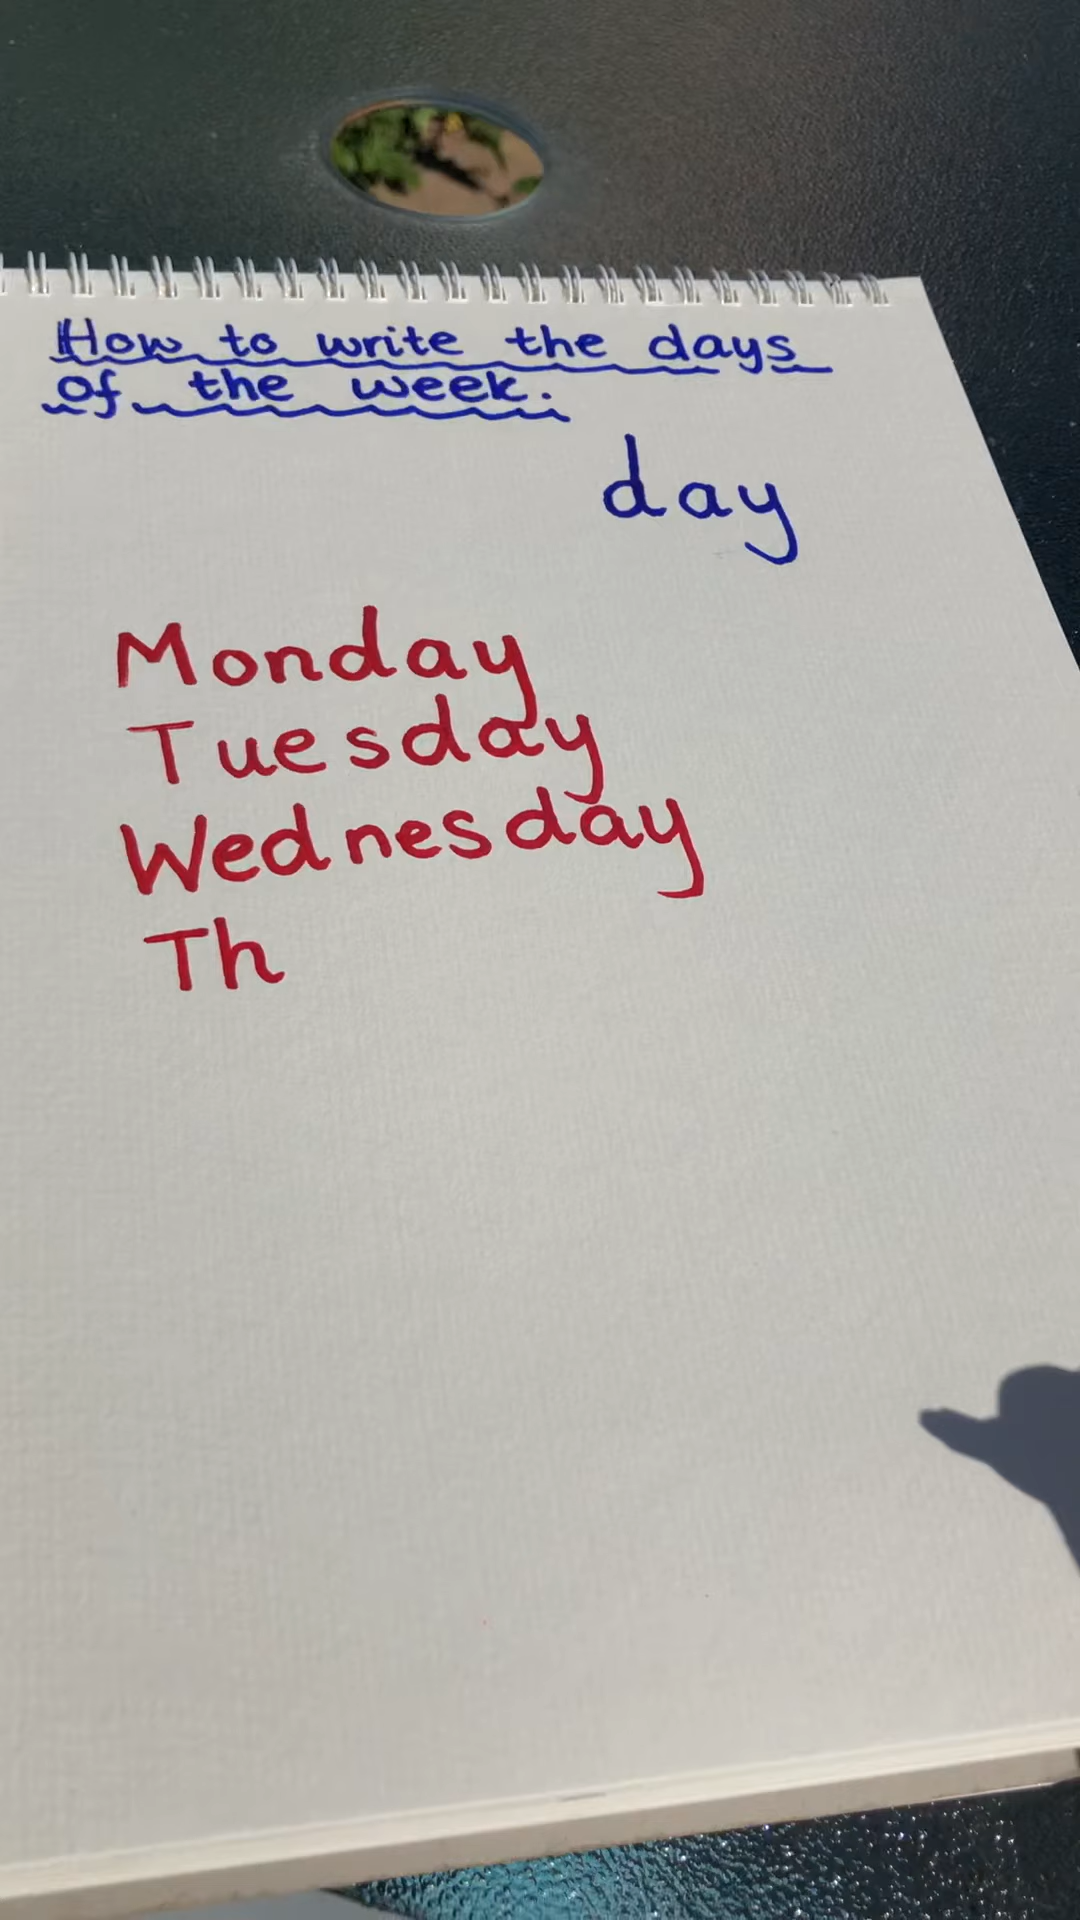 How to write the days
of the week.
day
Monday
Tuesday
Wednesday
Th